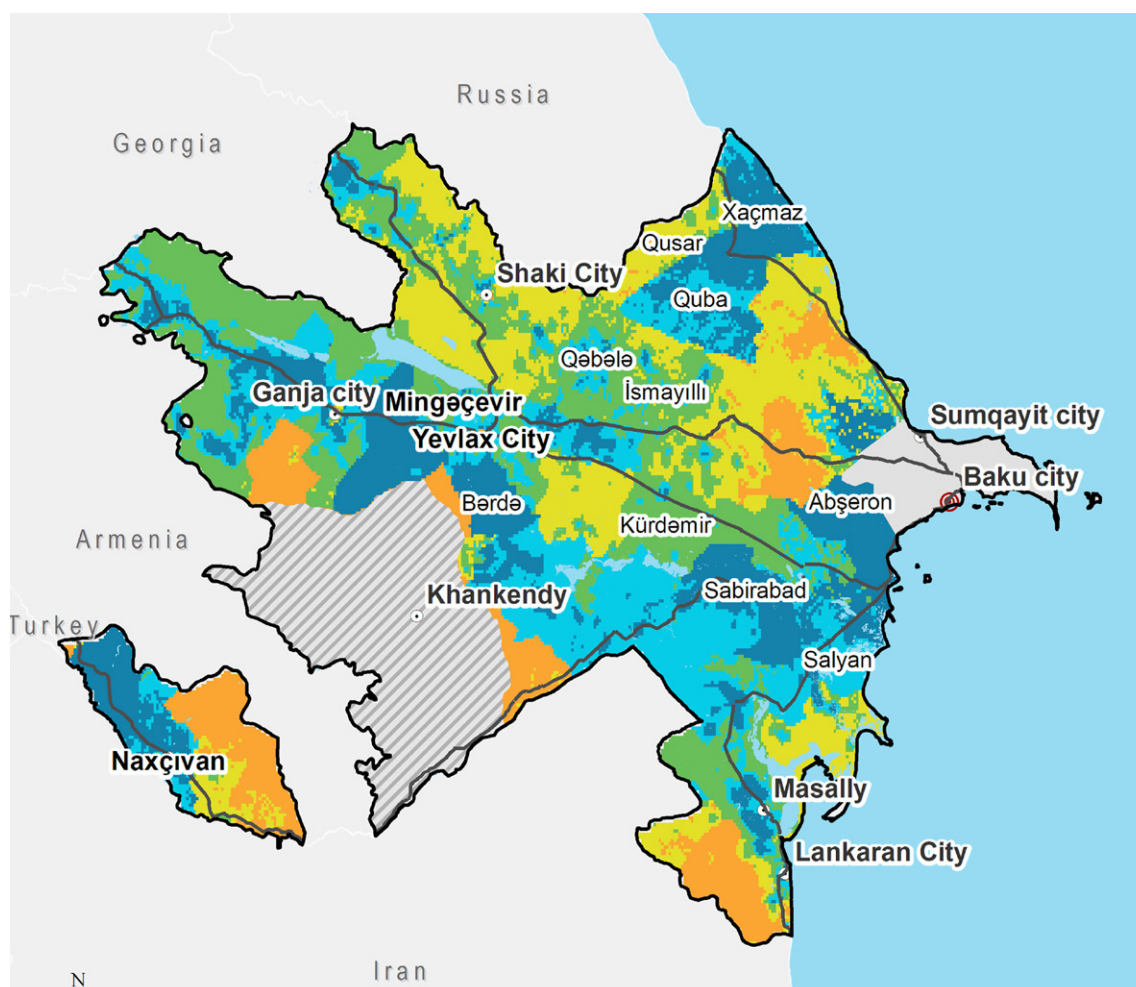 Russia
Georgia
Xaçmaz
Qusar
Shaki City
Quba
Qəbələ
İsmayıllı
Ganja city
Mingəçevir
Sumqayit city
Yevlax City
Baku city
Bərdə
Abşeron
Kürdəmir
Armenia
Khankendy
Sabirabad
Turkey
Salyan
Naxçıvan
Masally
Lankaran City
Iran
N